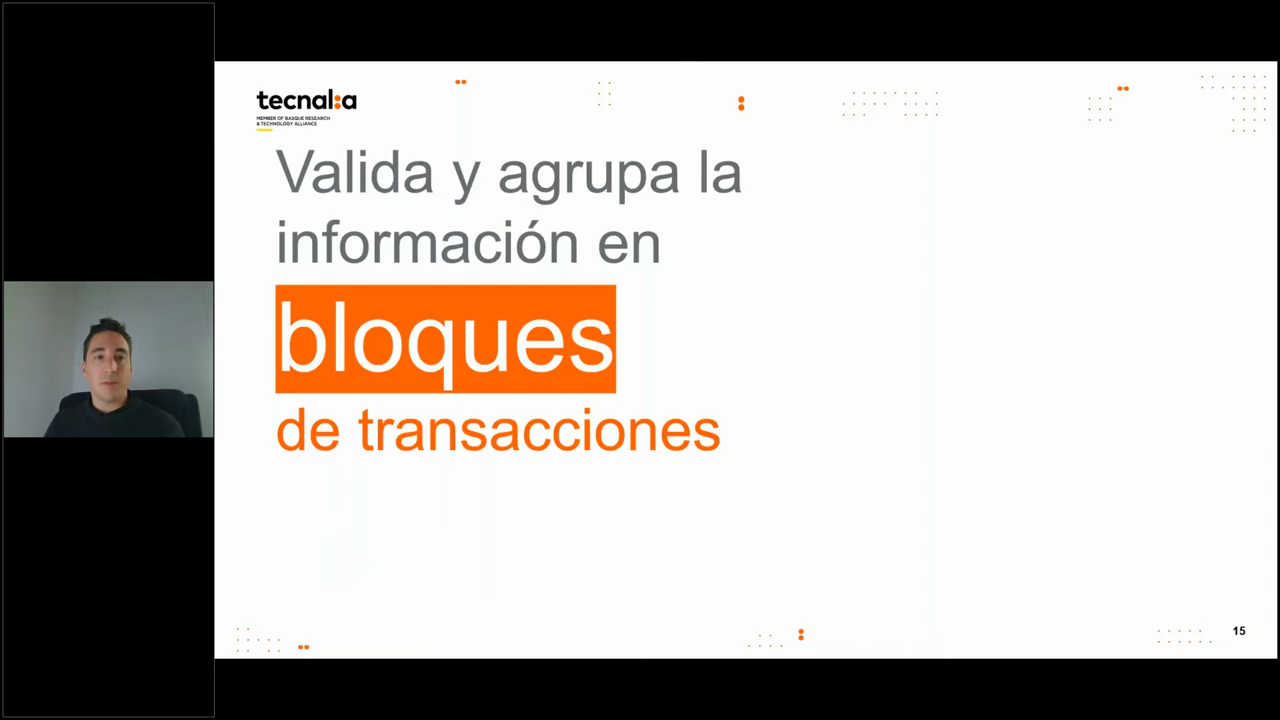 tecnal:a
MEMBER OF BASQUE RESEARCH
& TECHNOLOGY ALLIANCE
Valida y agrupa la
información en
bloques
de transacciones
15